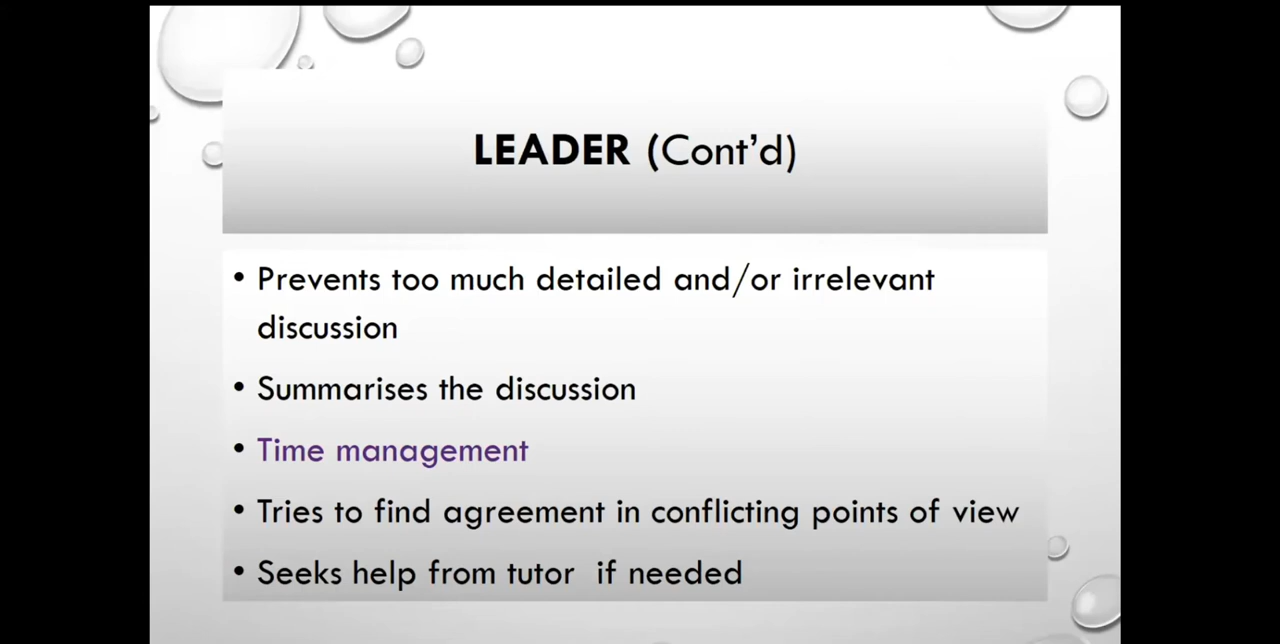 LEADER (Cont’d)
• Prevents too much detailed and/or irrelevant
discussion
• Summarises the discussion
• Time management
• Tries to find agreement in conflicting points of view
• Seeks help from tutor  if needed